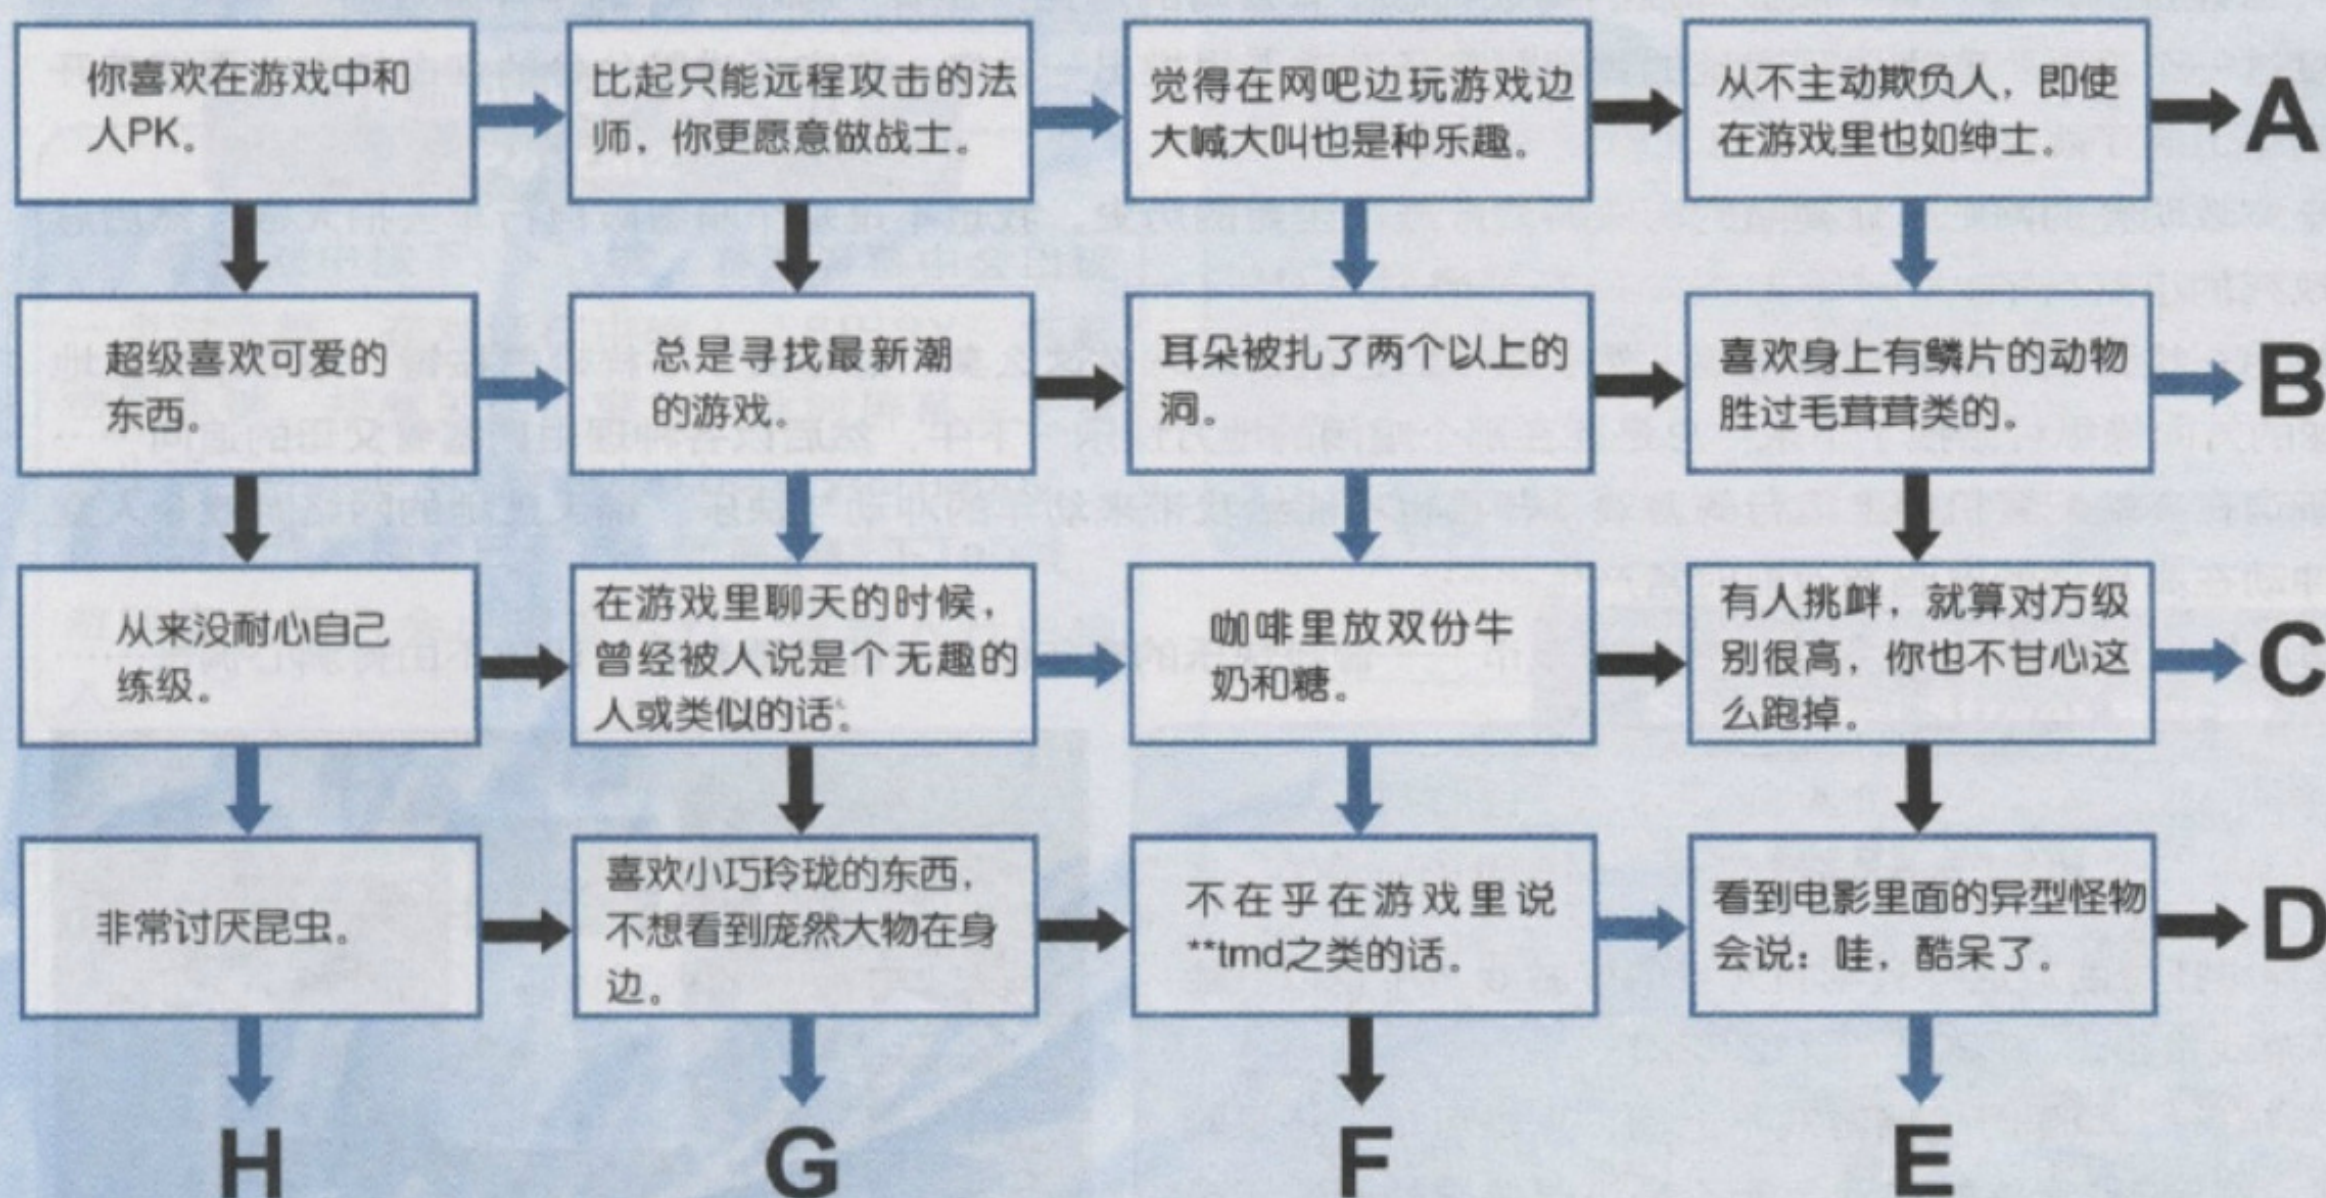 你喜欢在游戏中和
人PK。
比起只能远程攻击的法
师，你更愿意做战士。
觉得在网吧边玩游戏边
大喊大叫也是种乐趣。
从不主动欺负人，即使
在游戏里也如绅士。
A
超级喜欢可爱的
东西。
总是寻找最新潮
的游戏。
耳朵被扎了两个以上的
洞。
喜欢身上有鳞片的动物
胜过毛茸茸类的。
B
从来没耐心自己
练级。
在游戏里聊天的时候，
曾经被人说是个无趣的
人或类似的话。
咖啡里放双份牛
奶和糖。
有人挑衅，就算对方级
别很高，你也不甘心这
么跑掉。
C
非常讨厌昆虫。
喜欢小巧玲珑的东西，
不想看到庞然大物在身
边。
不在乎在游戏里说
**tmd之类的话。
看到电影里面的异型怪物
会说：哇，酷呆了。
D
H
G
F
E